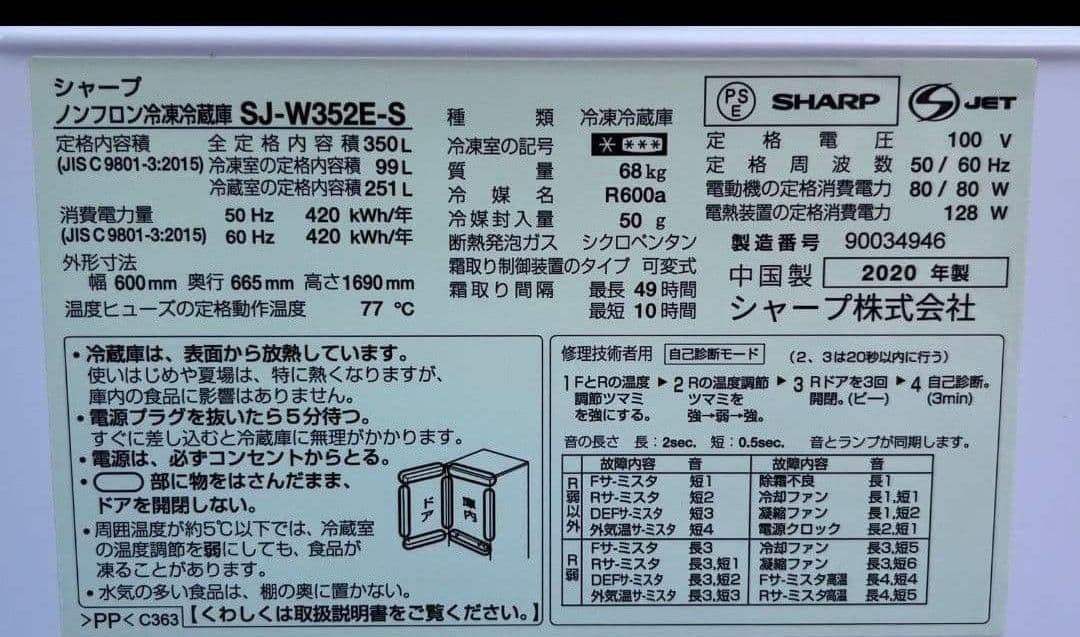 シャープ
ノンフロン冷凍冷蔵庫 SJ-W352E-S
定格内容積 全定格内容積 350 L
(JIS C 9801-3:2015) 冷凍室の定格内容積 99 L
冷蔵室の定格内容積 251 L
消費電力量 50 Hz 420 kWh/年
(JIS C 9801-3:2015) 60 Hz 420 kWh/年
外形寸法
幅 600 mm 奥行 665 mm 高さ 1690 mm
温度ヒューズの定格動作温度 77 ℃
種類 冷凍冷蔵庫
冷凍室の記号 * ***
質量 68 kg
冷媒名 R600a
冷媒封入量 50 g
断熱発泡ガス シクロペンタン
霜取り制御装置のタイプ 可変式
霜取り間隔 最長 49 時間
最短 10 時間
PS
E
SHARP
S JET
定格電圧 100 V
定格周波数 50 / 60 Hz
電動機の定格消費電力 80 / 80 W
電熱装置の定格消費電力 128 W
製造番号 90034946
中国製 2020 年製
シャープ株式会社
・冷蔵庫は、表面から放熱しています。
使いはじめや夏場は、特に熱くなりますが、
庫内の食品に影響はありません。
・電源プラグを抜いたら5分待つ。
すぐに差し込むと冷蔵庫に無理がかかります。
・電源は、必ずコンセントからとる。
・ 部に物をはさんだまま、
ドアを開閉しない。
ドア
庫内
・周囲温度が約5℃以下では、冷蔵室
の温度調節を弱にしても、食品が
凍ることがあります。
・水気の多い食品は、棚の奥に置かない。
>PP< C363 【くわしくは取扱説明書をご覧ください。】
修理技術者用 自己診断モード (2、3は20秒以内に行う)
1 FとRの温度 ▶ 2 Rの温度調節 ▶ 3 Rドアを3回 ▶ 4 自己診断。
調節ツマミ ツマミを 開閉。(ピー) (3min)
を強にする。 強→弱→強。
音の長さ 長：2sec. 短：0.5sec. 音とランプが同期します。
故障内容 音 故障内容 音
R弱以外
Fサーミスタ 短1 除霜不良 長1
Rサーミスタ 短2 冷却ファン 長1,短1
DEFサーミスタ 短3 凝縮ファン 長1,短2
外気温サーミスタ 短4 電源クロック 長2,短1
R弱
Fサーミスタ 長3 冷却ファン 長3,短5
Rサーミスタ 長3,短1 凝縮ファン 長3,短6
DEFサーミスタ 長3,短2 Fサーミスタ高温 長4,短4
外気温サーミスタ 長3,短3 Rサーミスタ高温 長4,短5